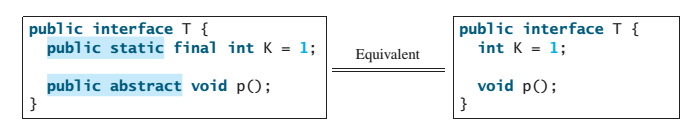 public interface T {
public static final int K = 1;
public abstract void p();
}
Equivalent
public interface T {
int K = 1;
void p();
}